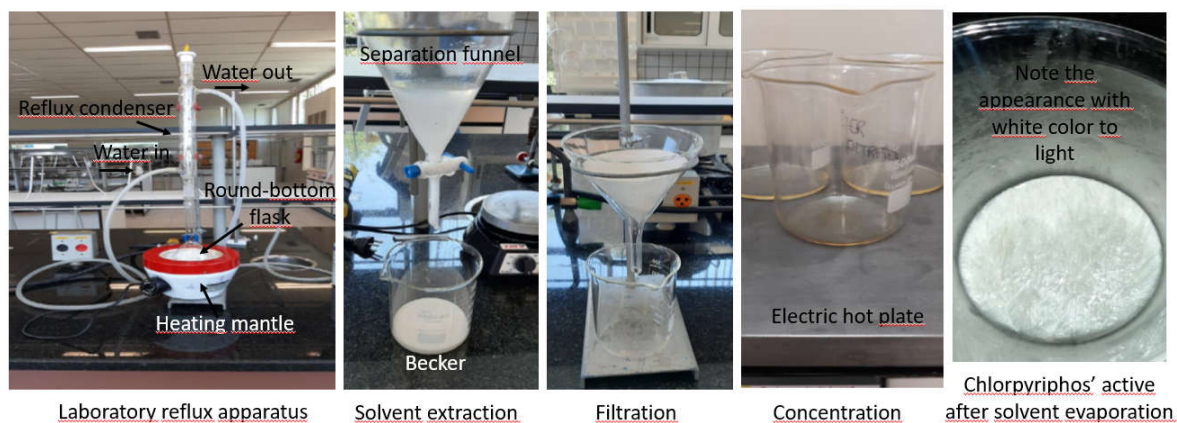 Water out
Reflux condenser
Water in
Round-bottom
flask
Heating mantle
Laboratory reflux apparatus
Separation funnel
Becker
Solvent extraction
Filtration
Electric hot plate
Concentration
Note the
appearance with
white color to
light
Chlorpyriphos’ active
after solvent evaporation